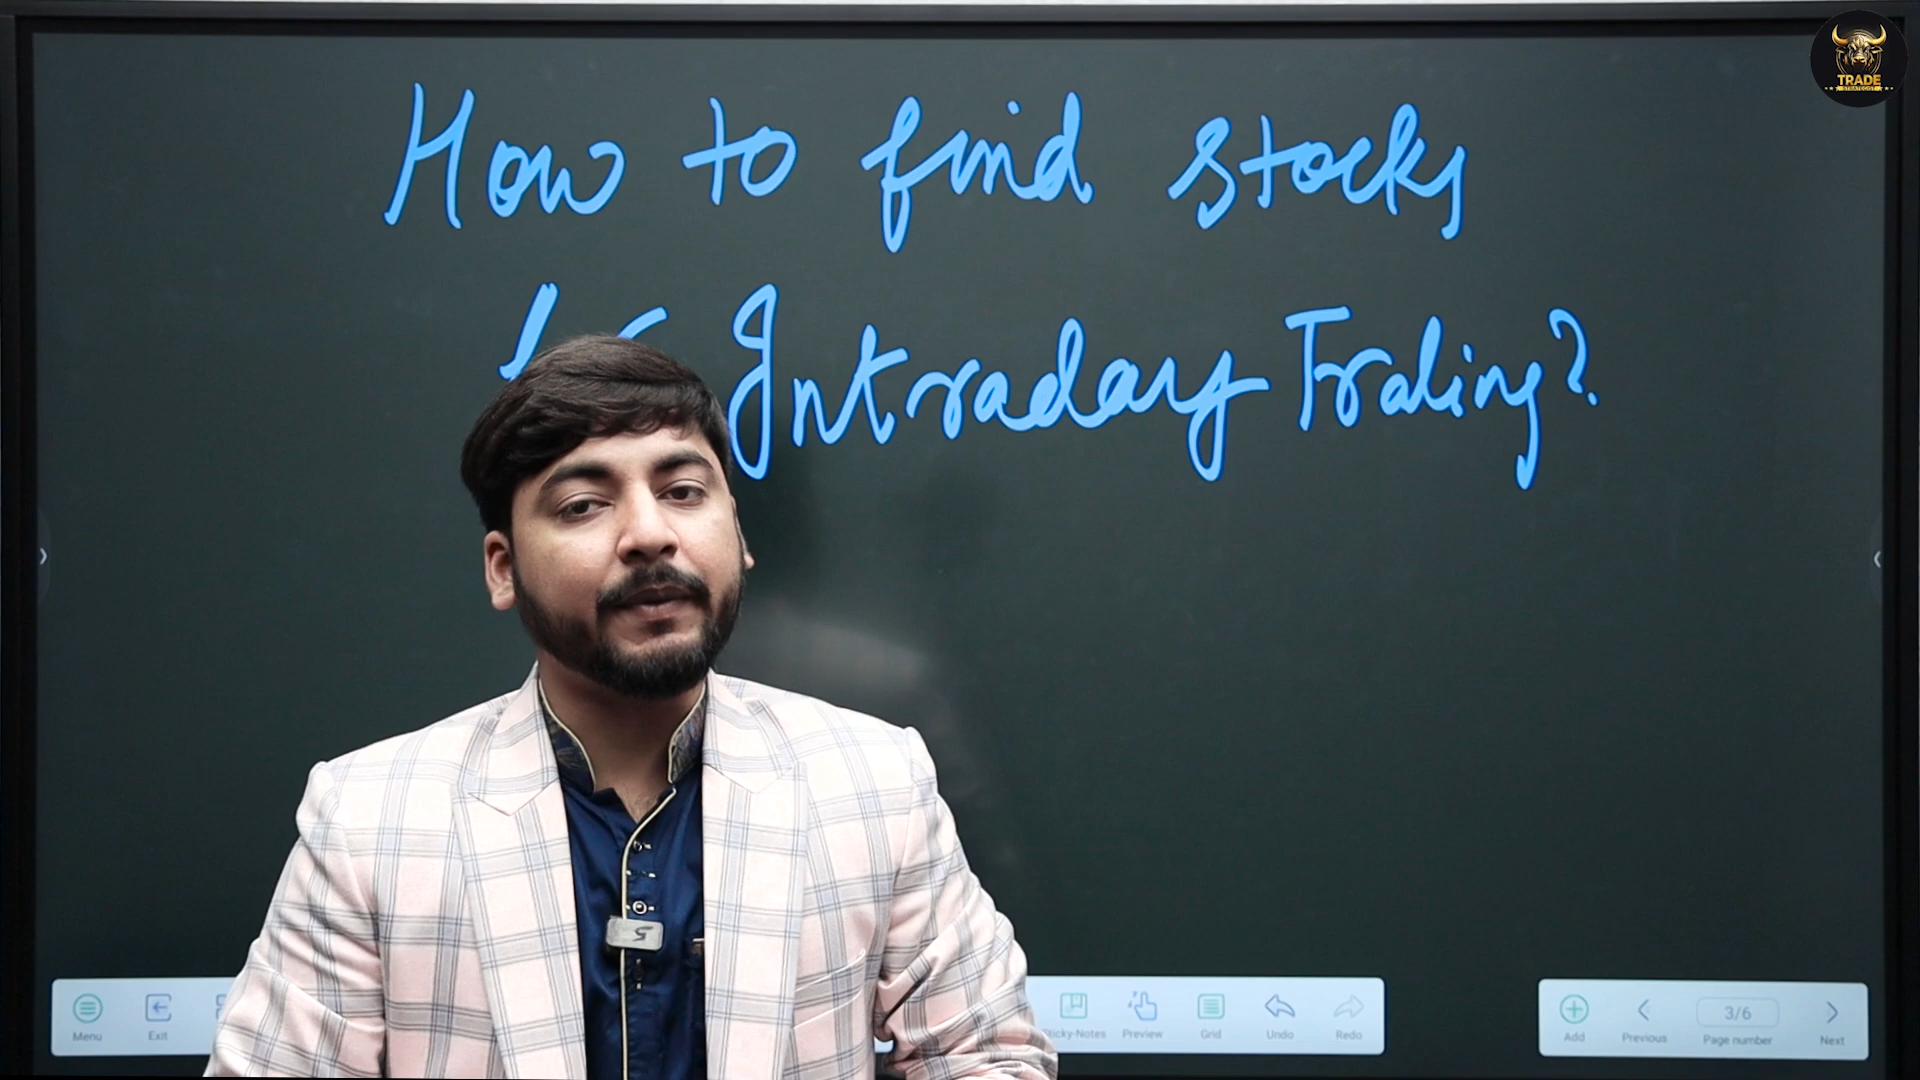 How to find stocks
Intraday Trading?
TRADE
STRATEGIST
Menu
Exit
Sticky-Notes
Preview
Grid
Undo
Redo
Add
Previous
3/6
Page number
Next